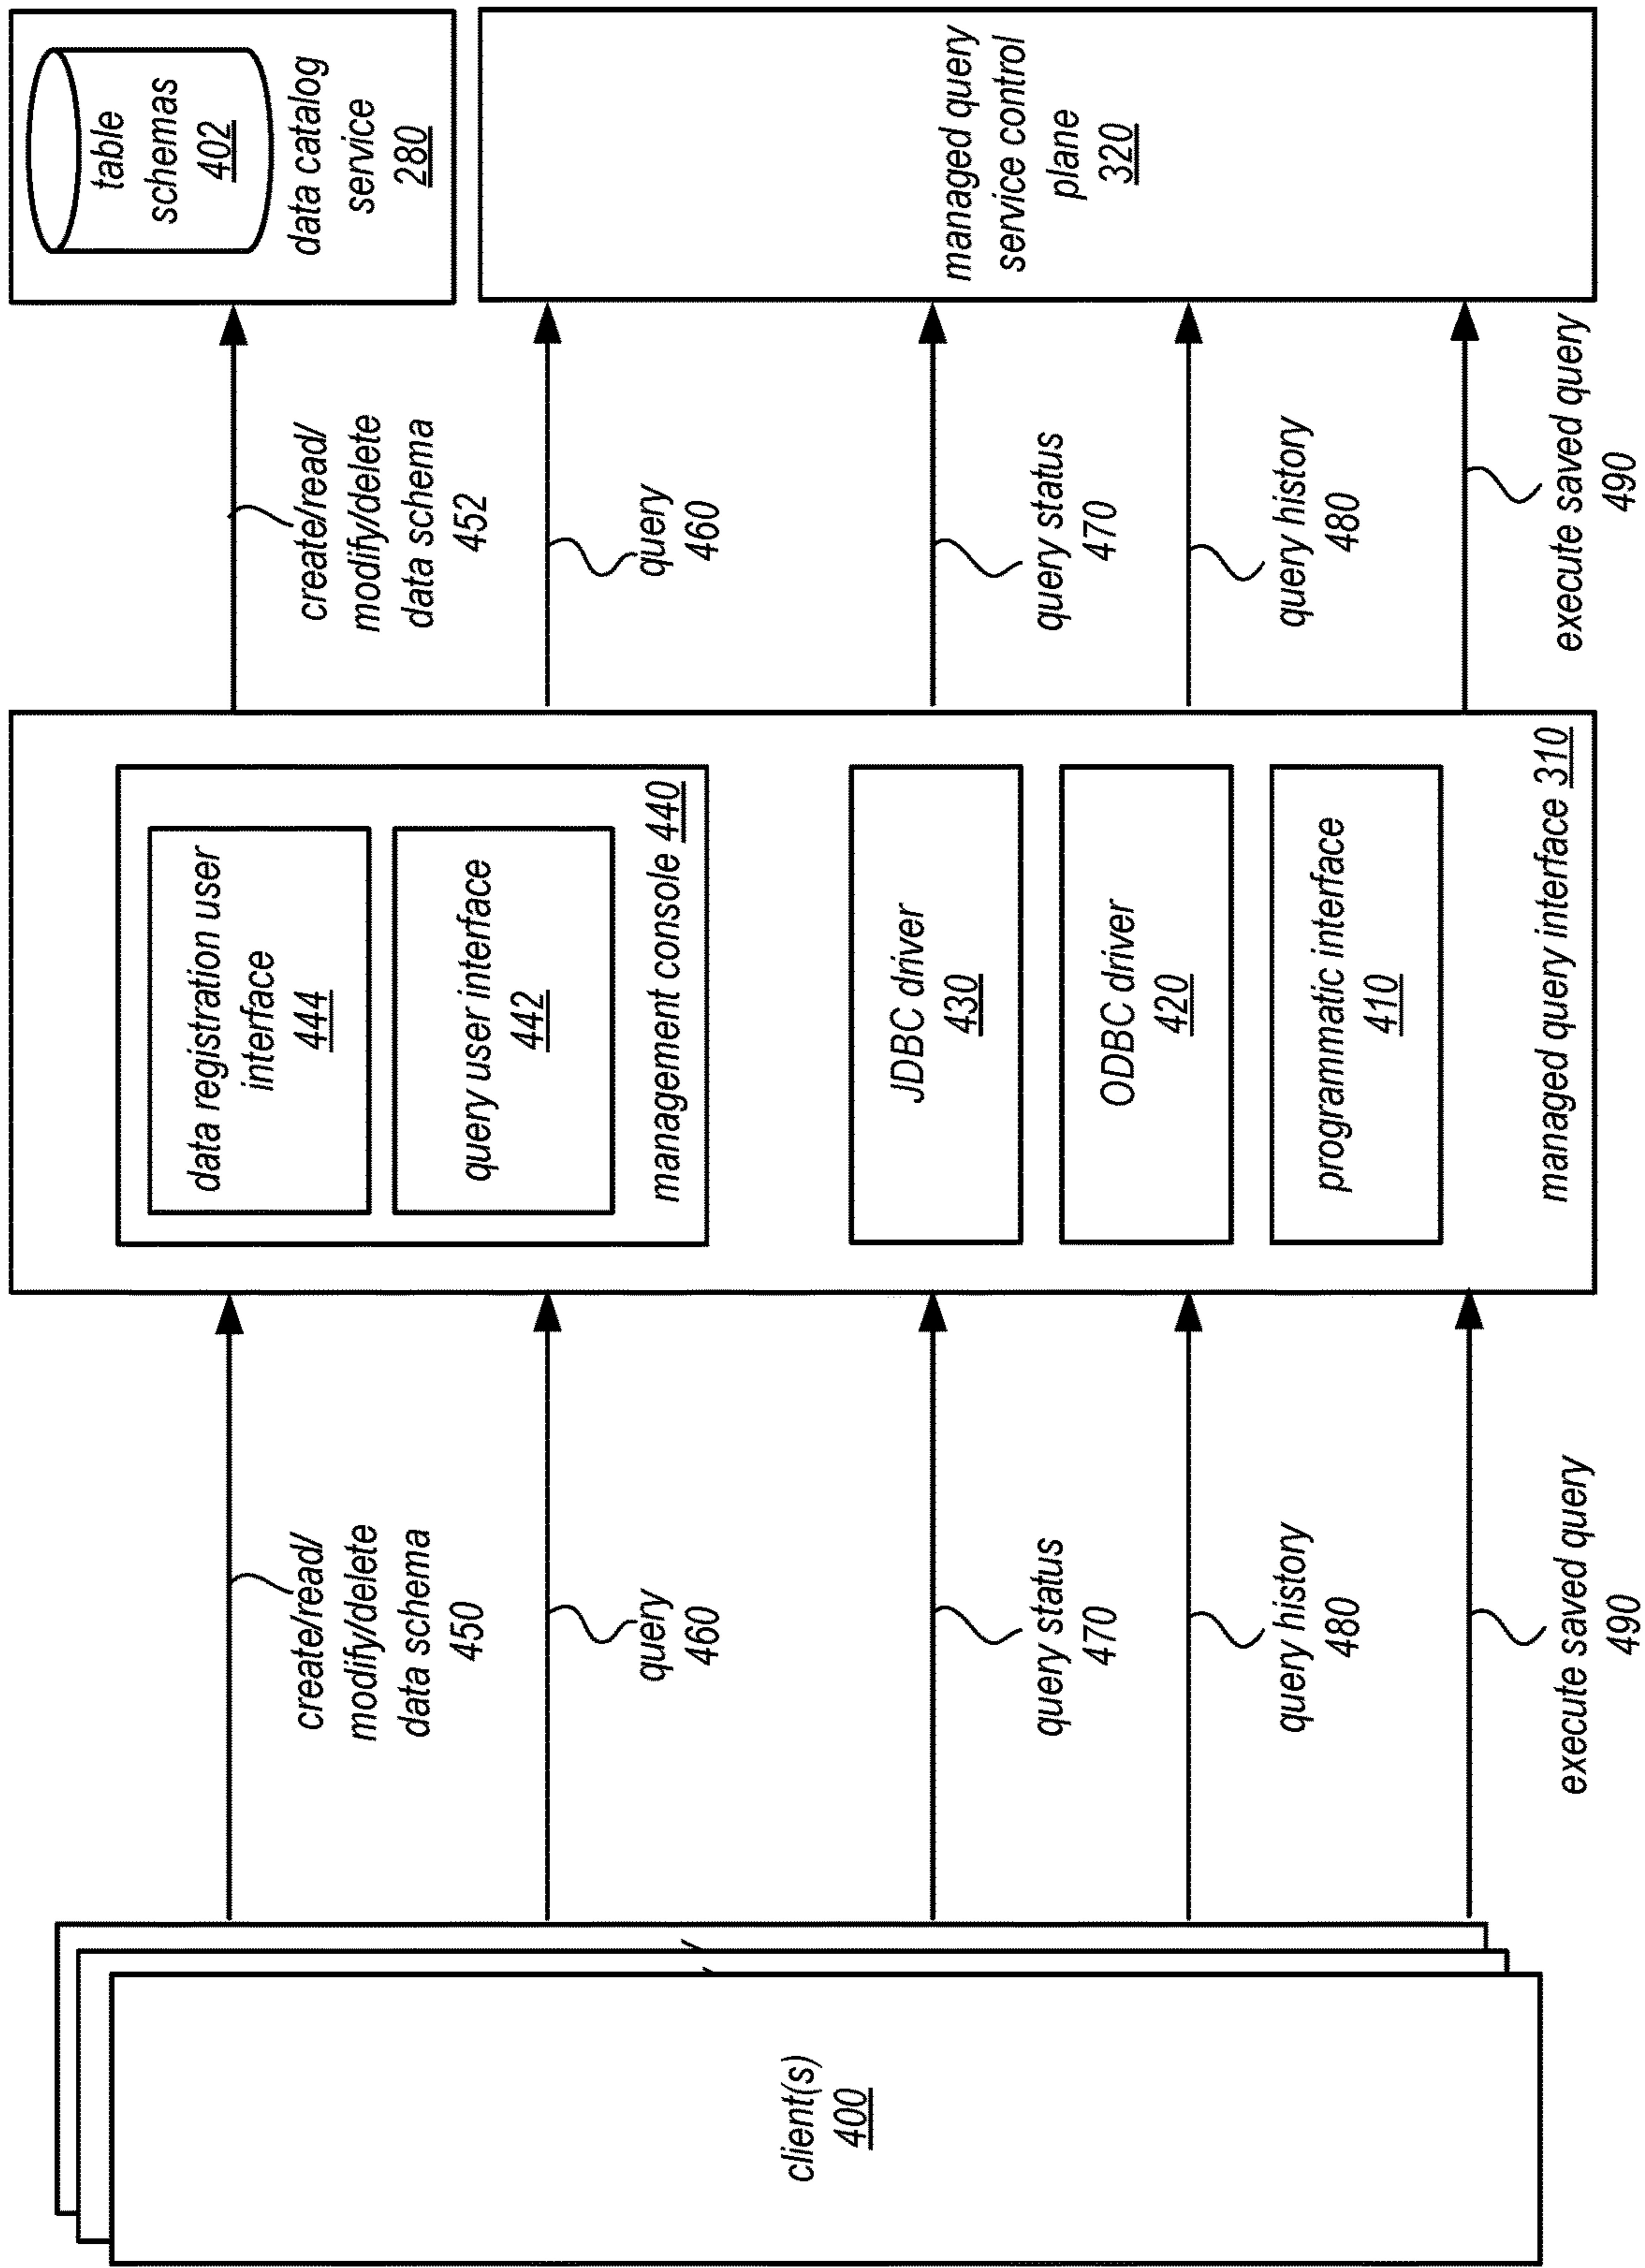 client(s)
400
create/read/
modify/delete
data schema
450
query
460
query status
470
query history
480
execute saved query
490
data registration user
interface
444
query user interface
442
management console 440
JDBC driver
430
ODBC driver
420
programmatic interface
410
managed query interface 310
create/read/
modify/delete
data schema
452
query
460
query status
470
query history
480
execute saved query
490
table
schemas
402
data catalog
service
280
managed query
service control
plane
320